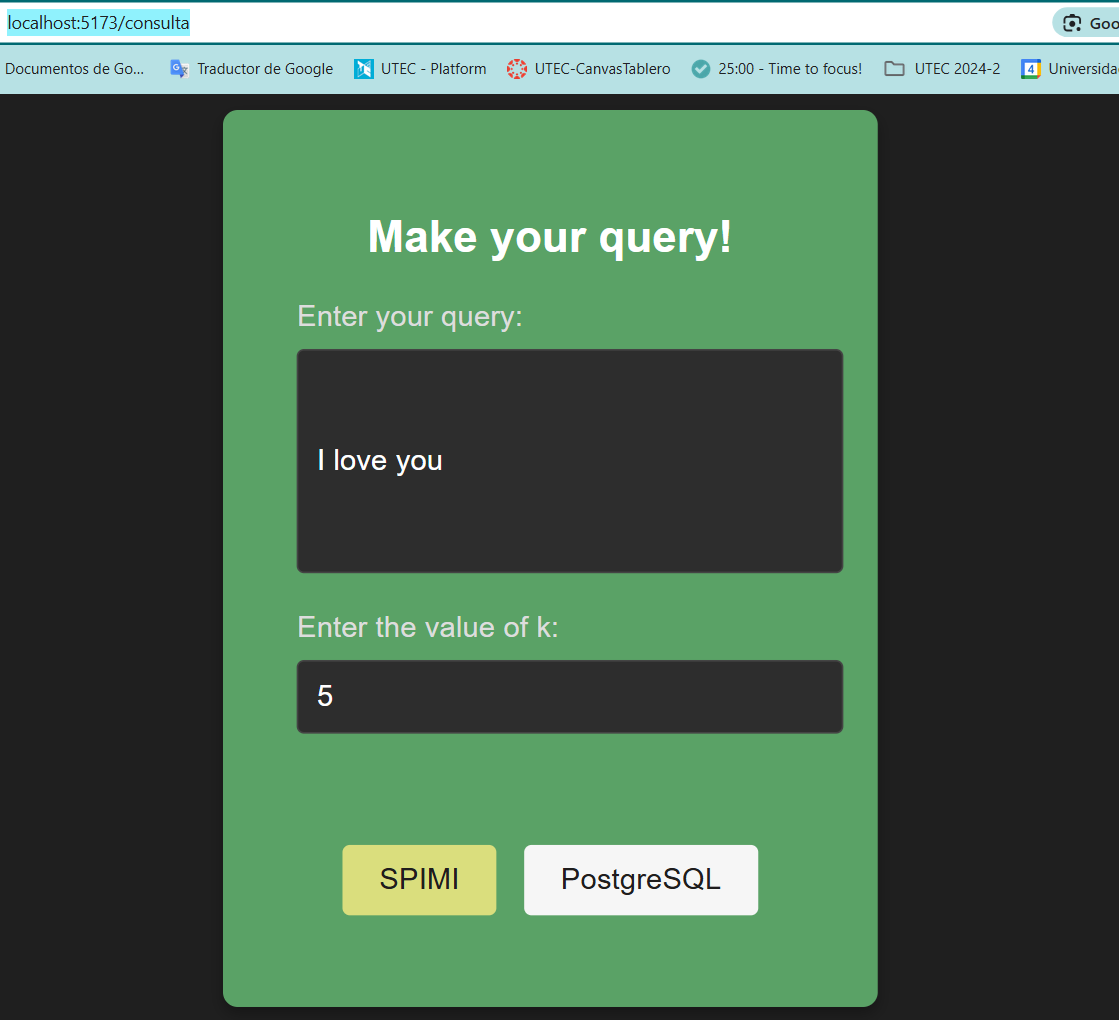 localhost:5173/consulta
Goo
Documentos de Go... Traductor de Google UTEC - Platform UTEC-CanvasTablero 25:00 - Time to focus! UTEC 2024-2 4 Universida
Make your query!
Enter your query:
I love you
Enter the value of k:
5
SPIMI PostgreSQL